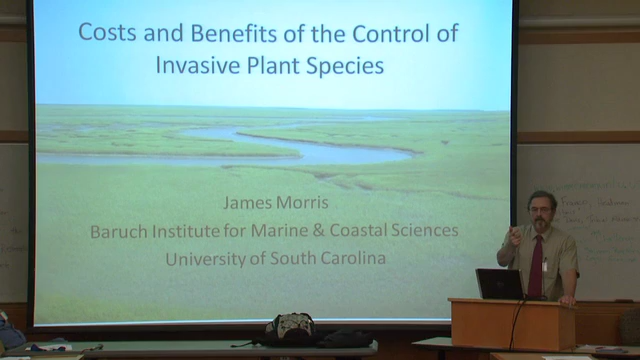 Costs and Benefits of the Control of
Invasive Plant Species
James Morris
Baruch Institute for Marine & Coastal Sciences
University of South Carolina